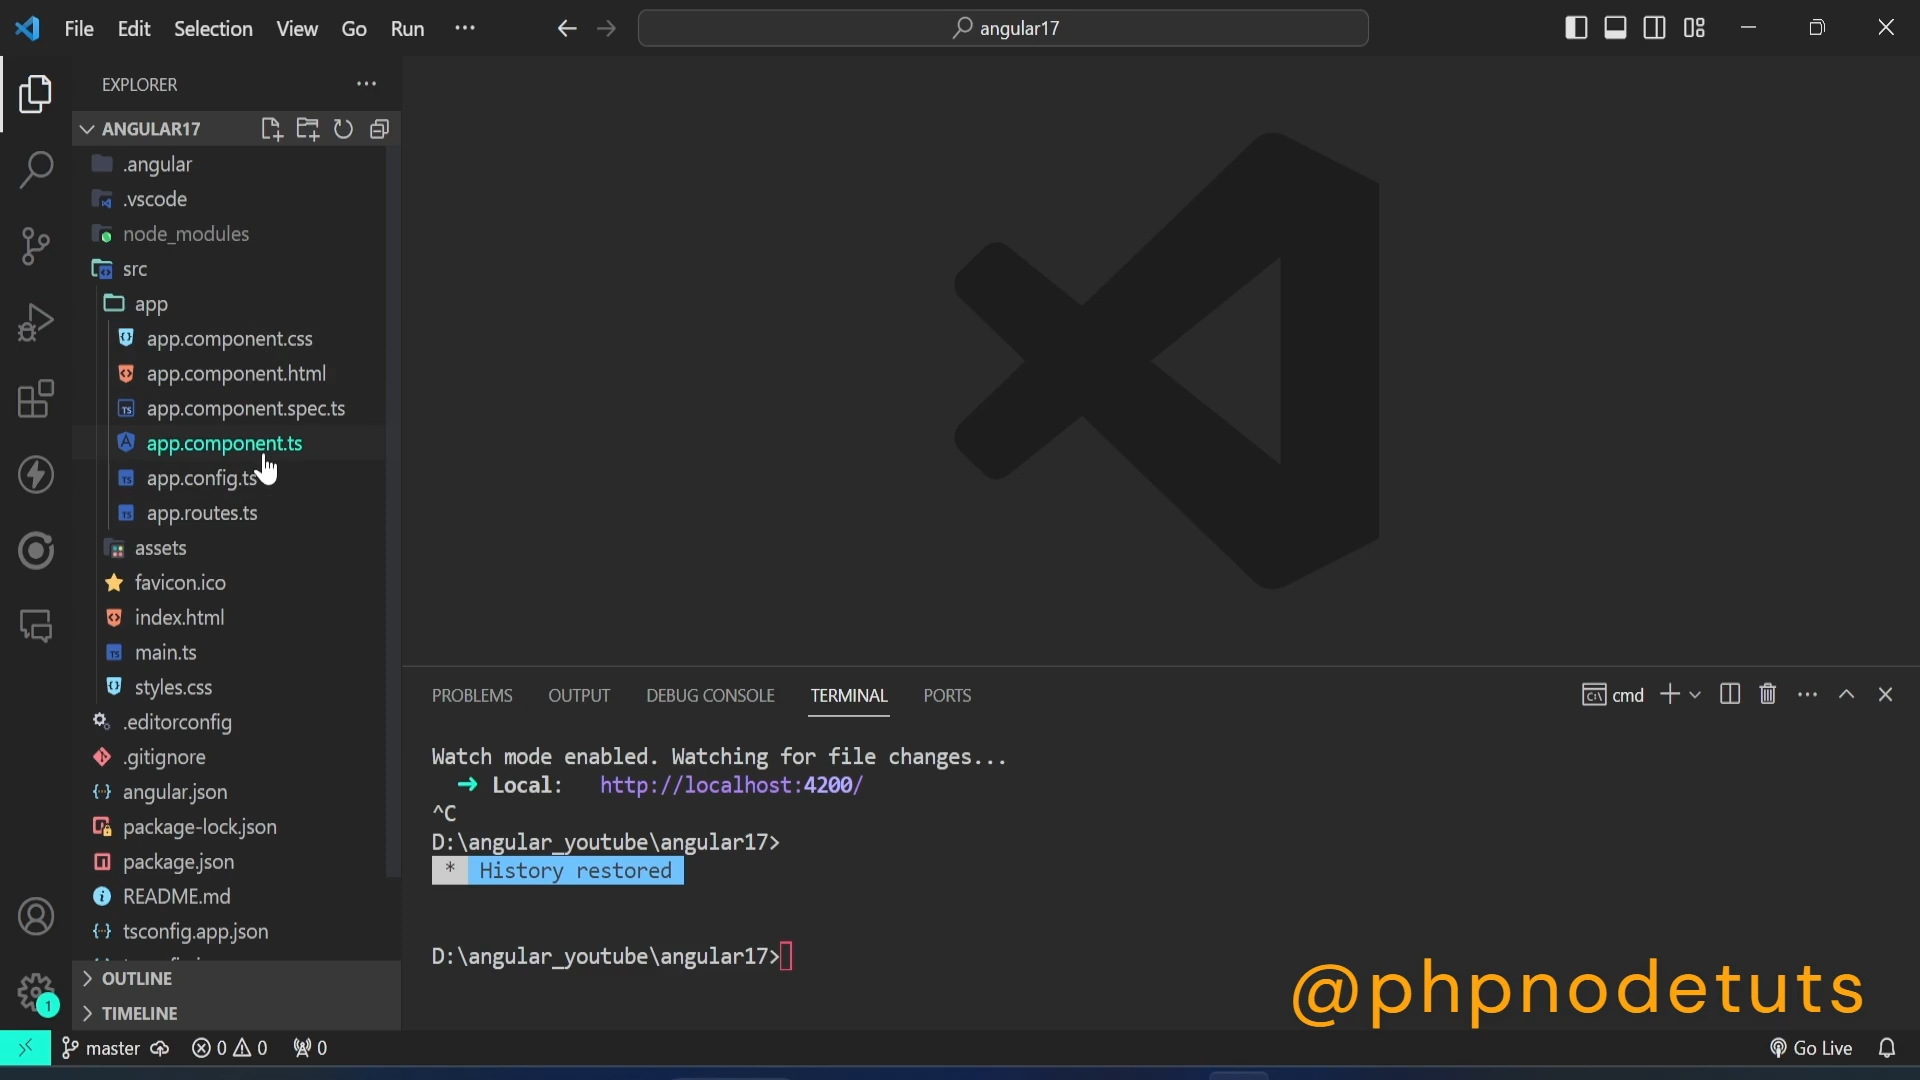 File Edit Selection View Go Run ···
angular17
EXPLORER ···
ANGULAR17
.angular
.vscode
node_modules
src
app
app.component.css
app.component.html
app.component.spec.ts
app.component.ts
app.config.ts
app.routes.ts
assets
favicon.ico
index.html
main.ts
styles.css
.editorconfig
.gitignore
angular.json
package-lock.json
package.json
README.md
tsconfig.app.json
OUTLINE
TIMELINE
PROBLEMS OUTPUT DEBUG CONSOLE TERMINAL PORTS
cmd
Watch mode enabled. Watching for file changes...
➜ Local: http://localhost:4200/
^C
D:\angular_youtube\angular17>
* History restored
D:\angular_youtube\angular17>
@phpnodetuts
1
master 0 0 0
Go Live